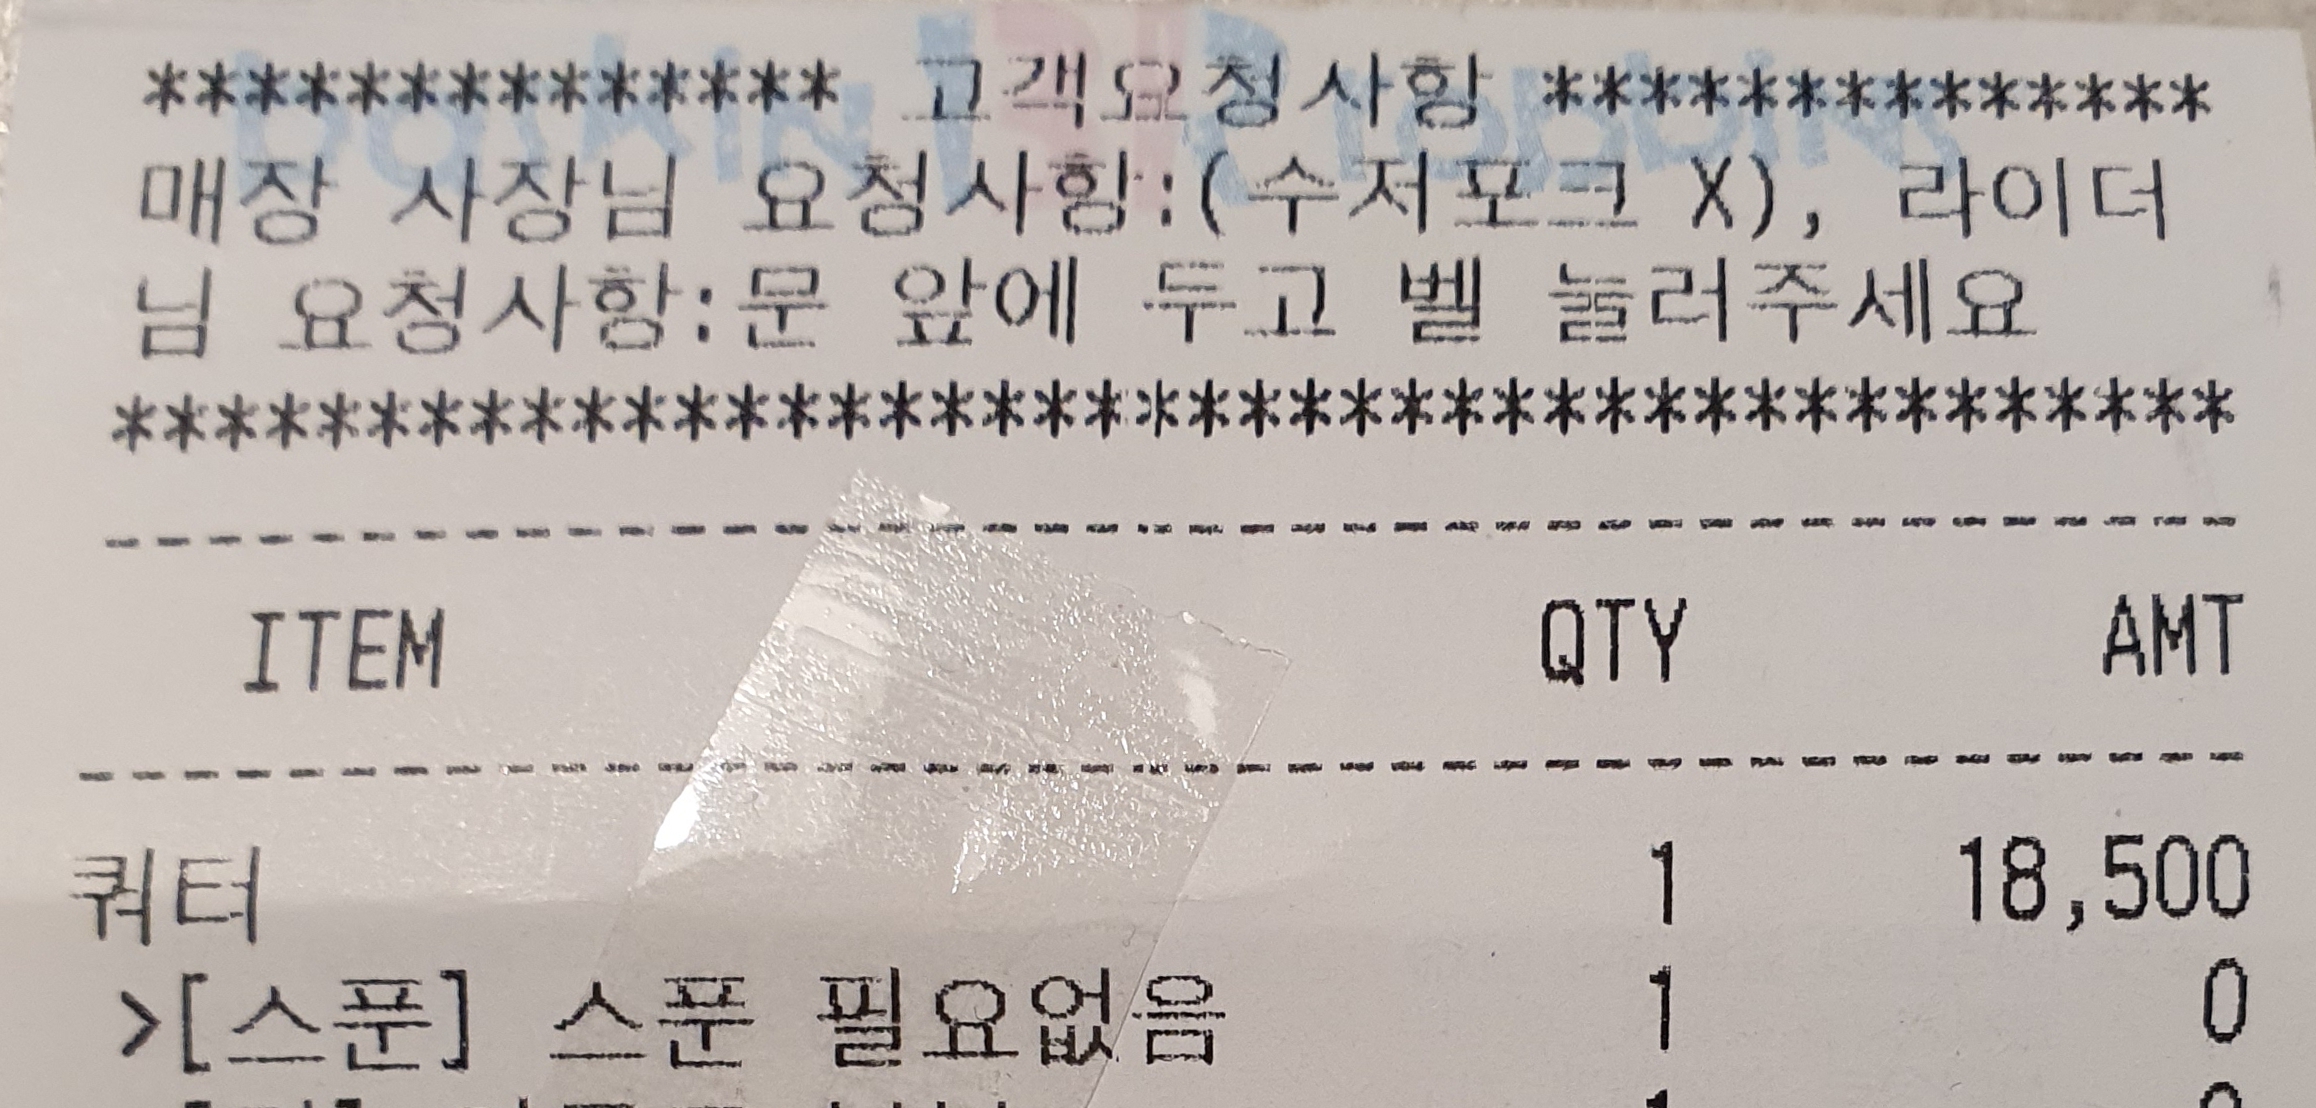 ************** 고객요청사항 **************
매장 사장님 요청사항:(수저포크 X), 라이더
님 요청사항:문 앞에 두고 벨 눌러주세요
******************************************
------------------------------------------
ITEM QTY AMT
------------------------------------------
쿼터 1 18,500
>[스푼] 스푼 필요없음 1 0